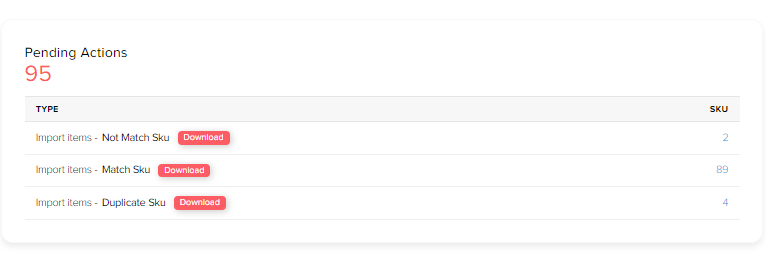 Pending Actions
95
TYPE SKU
Import items - Not Match Sku Download 2
Import items - Match Sku Download 89
Import items - Duplicate Sku Download 4